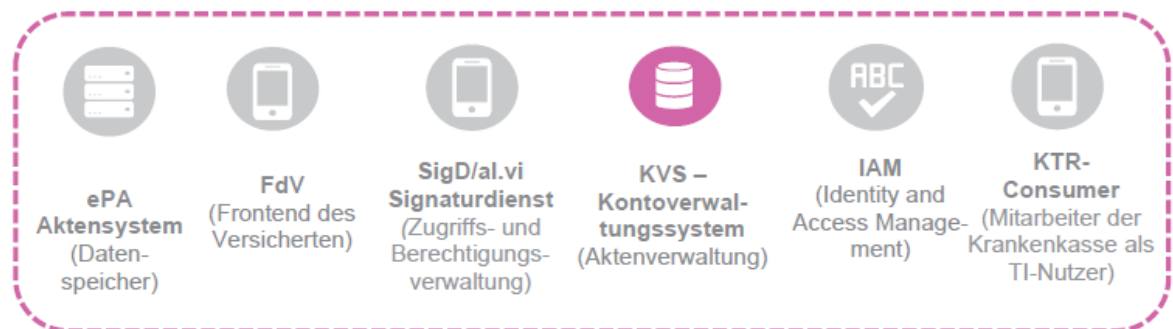 ePA
Aktensystem
(Daten-
speicher)
FdV
(Frontend des
Versicherten)
SigD/al.vi
Signaturdienst
(Zugriffs- und
Berechtigungs-
verwaltung)
KVS –
Kontoverwal-
tungssystem
(Aktenverwaltung)
ABC
IAM
(Identity and
Access Manage-
ment)
KTR-
Consumer
(Mitarbeiter der
Krankenkasse als
TI-Nutzer)